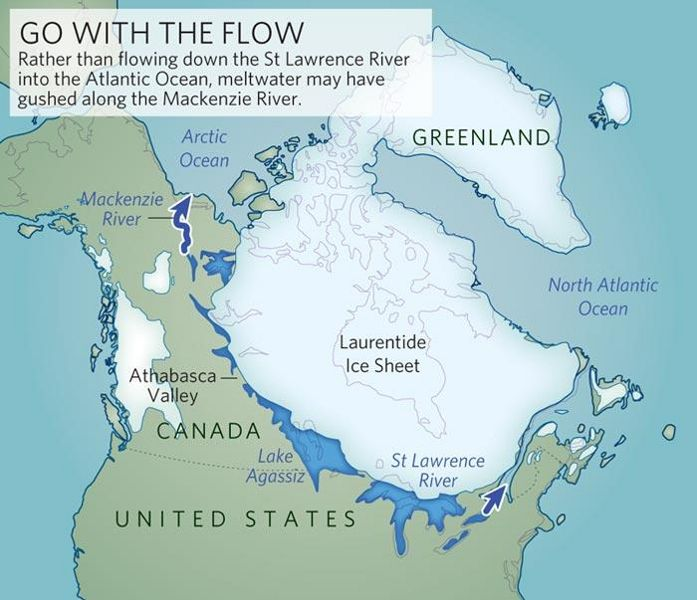 GO WITH THE FLOW
Rather than flowing down the St Lawrence River
into the Atlantic Ocean, meltwater may have
gushed along the Mackenzie River.
Arctic
Ocean
GREENLAND
Mackenzie
River
North Atlantic
Ocean
Laurentide
Ice Sheet
Athabasca
Valley
CANADA
Lake
Agassiz
St Lawrence
River
UNITED STATES